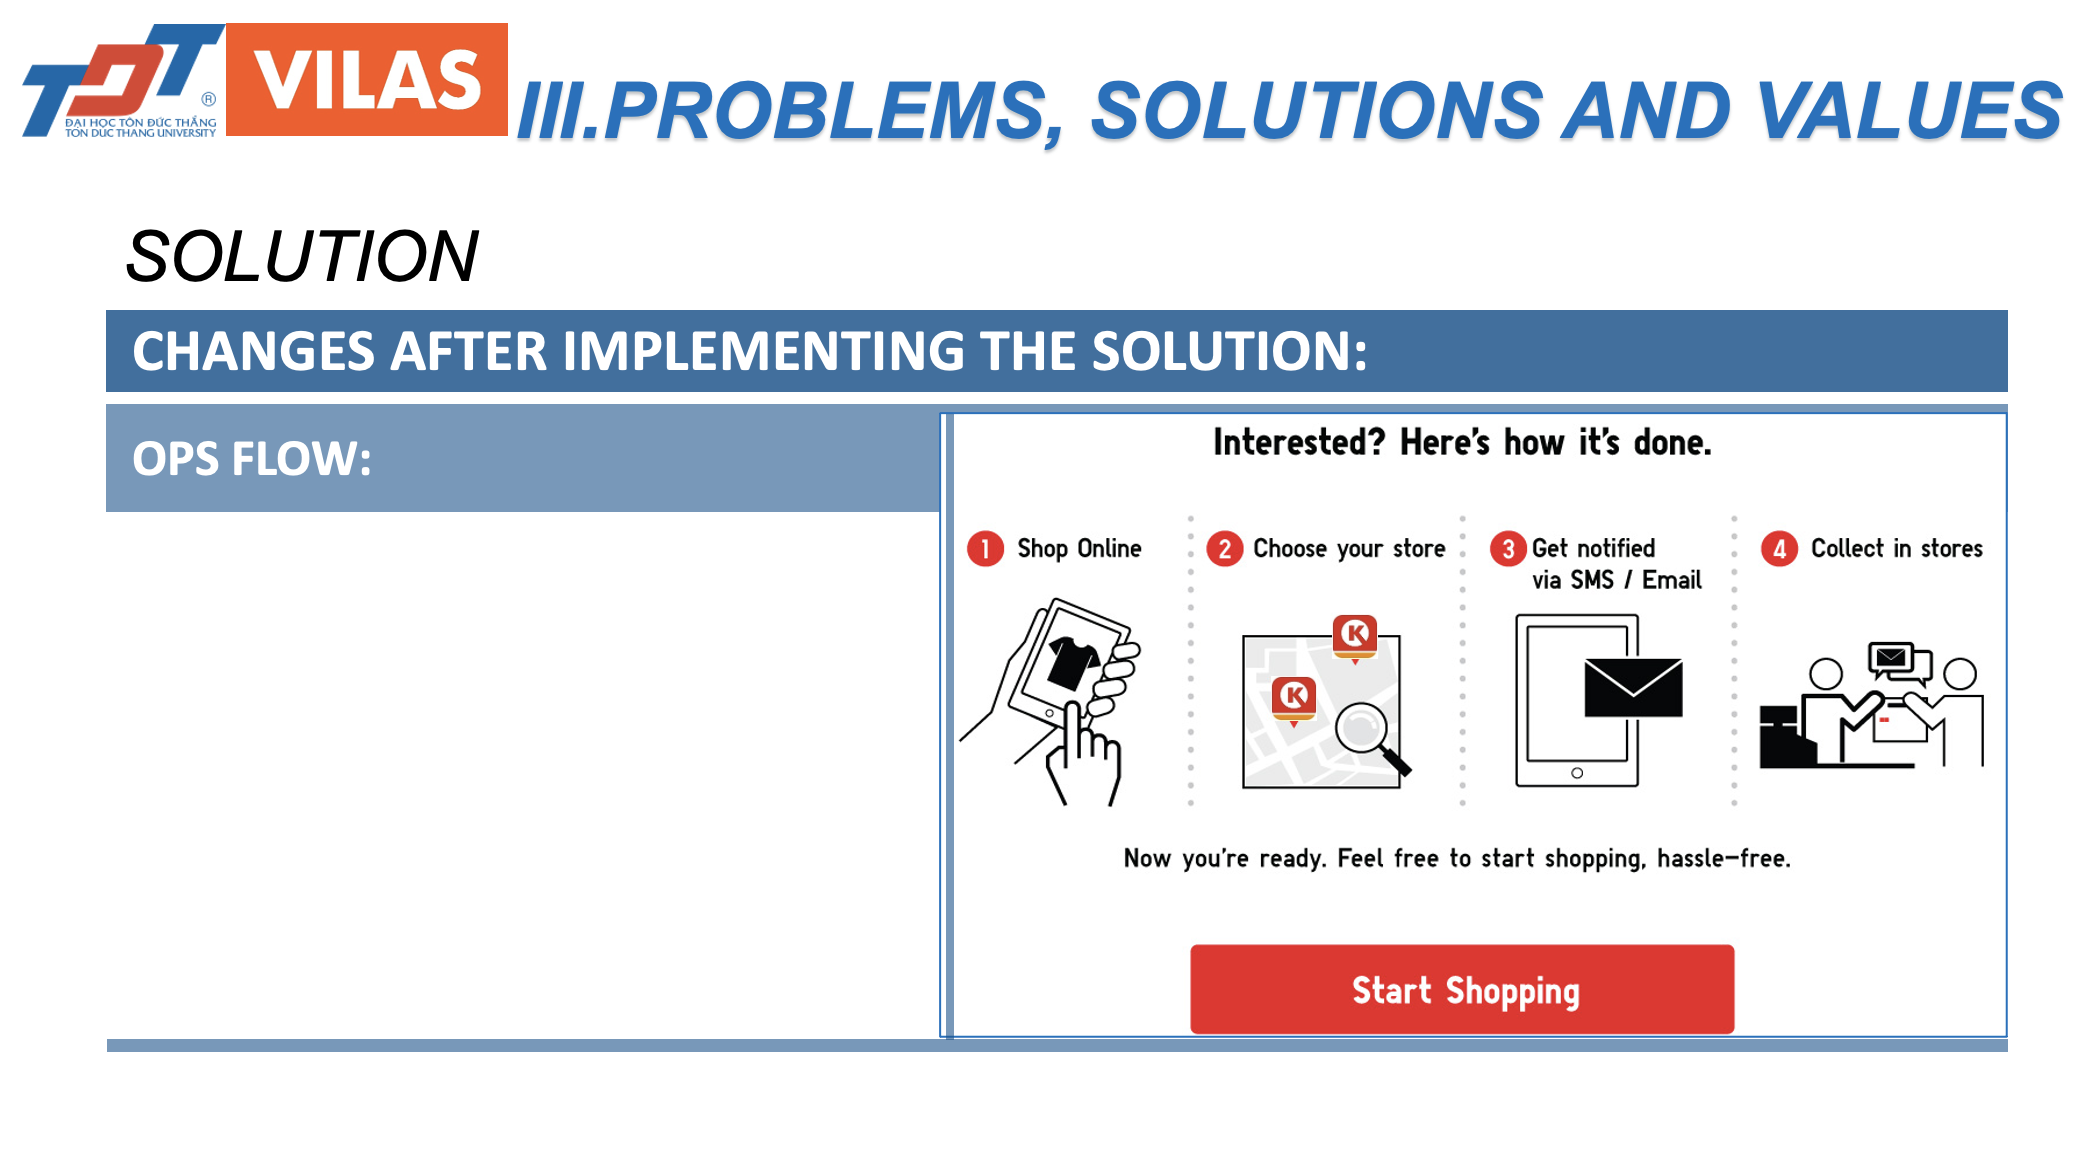 TDT
VILAS
®
ĐẠI HỌC TÔN ĐỨC THẮNG
TON DUC THANG UNIVERSITY
III.PROBLEMS, SOLUTIONS AND VALUES
SOLUTION
CHANGES AFTER IMPLEMENTING THE SOLUTION:
OPS FLOW:
Interested? Here's how it's done.
1 Shop Online
2 Choose your store
3 Get notified
via SMS / Email
4 Collect in stores
K
K
Now you're ready. Feel free to start shopping, hassle-free.
Start Shopping